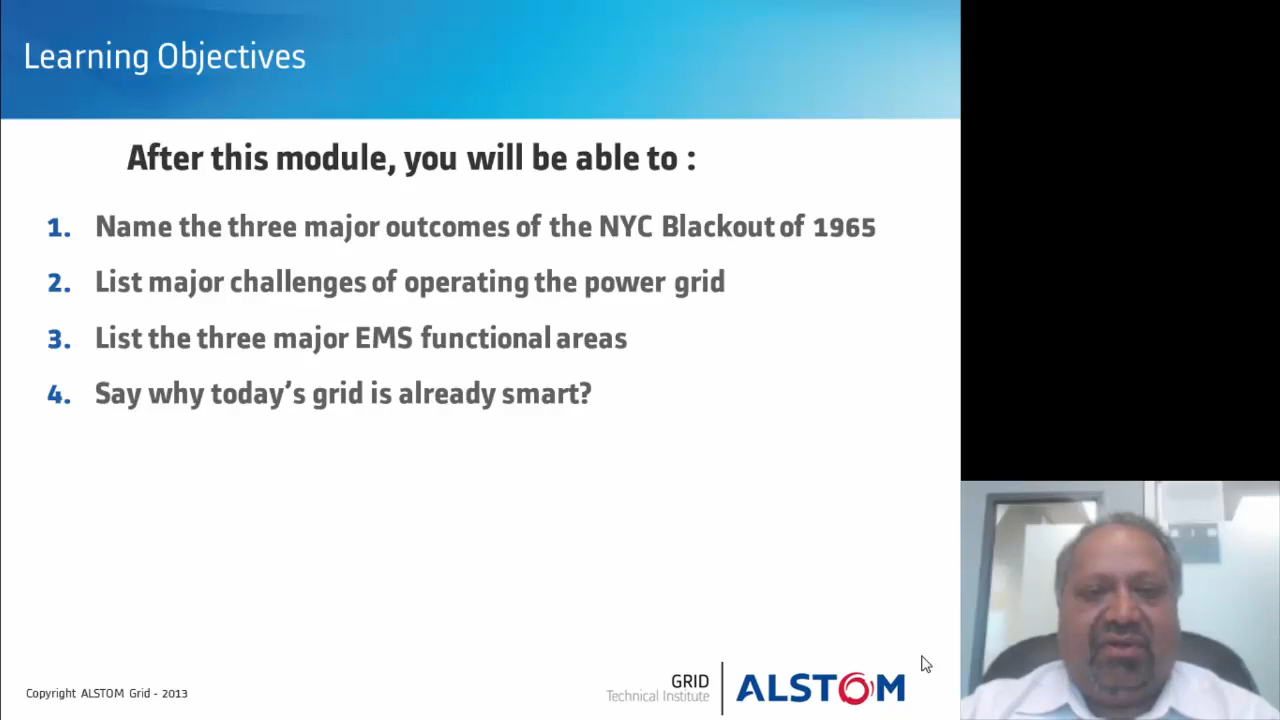 Learning Objectives
After this module, you will be able to :
1. Name the three major outcomes of the NYC Blackout of 1965
2. List major challenges of operating the power grid
3. List the three major EMS functional areas
4. Say why today's grid is already smart?
Copyright ALSTOM Grid - 2013
GRID
Technical Institute
ALSTOM